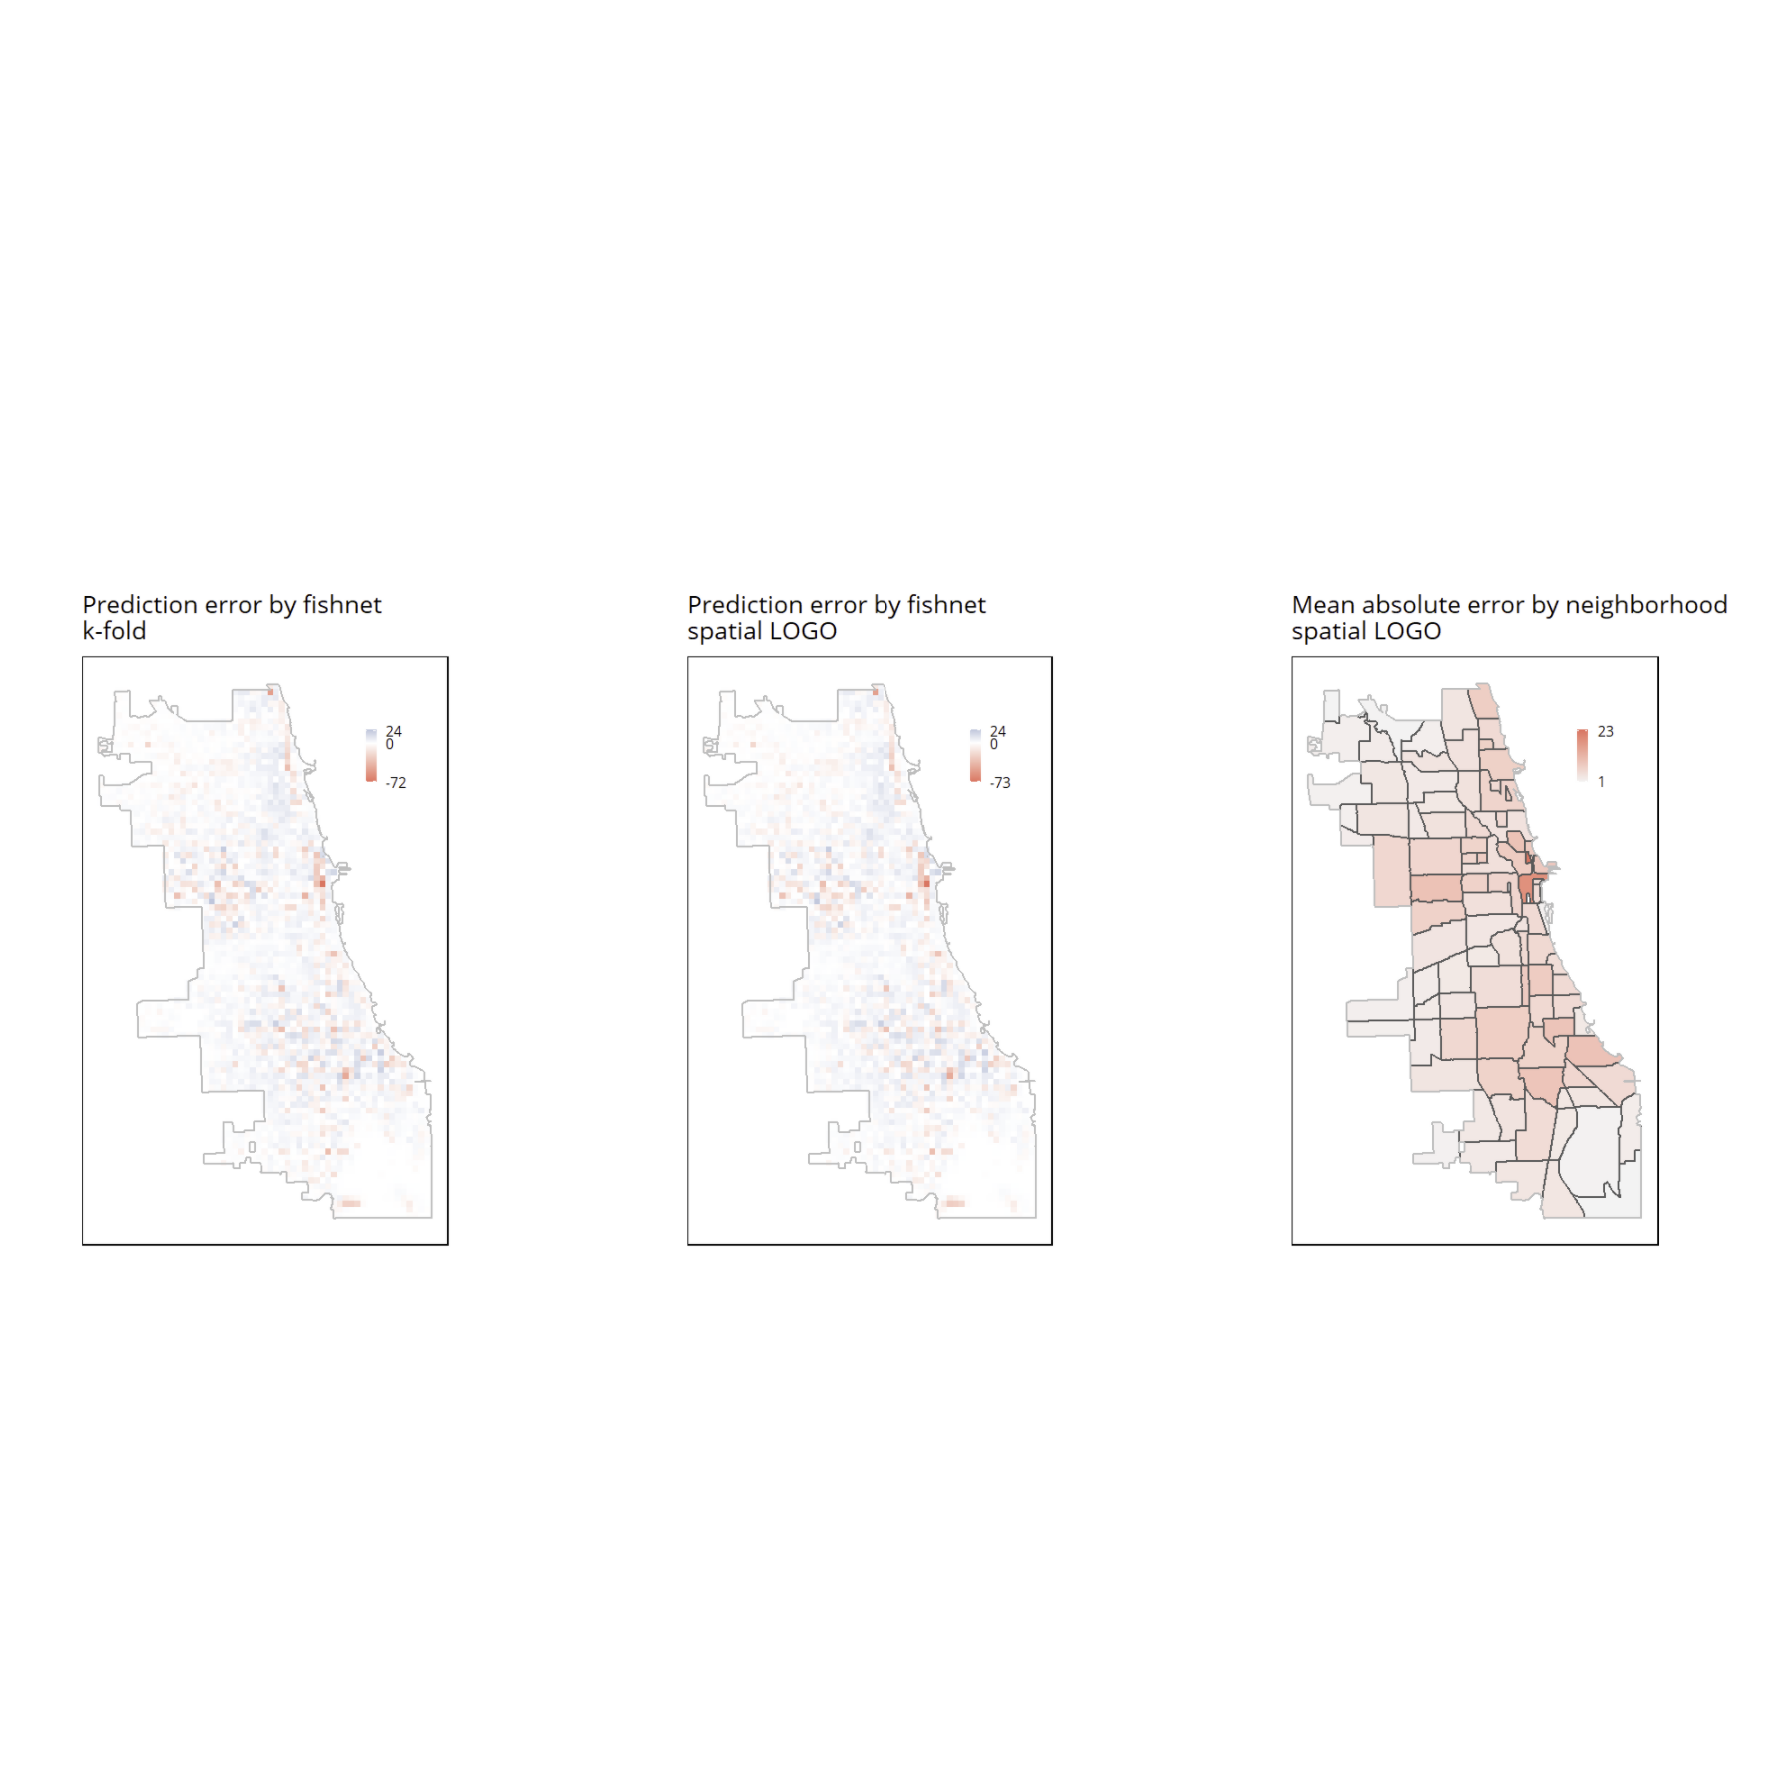 Prediction error by fishnet
k-fold
24
0
-72
Prediction error by fishnet
spatial LOGO
24
0
-73
Mean absolute error by neighborhood
spatial LOGO
23
1